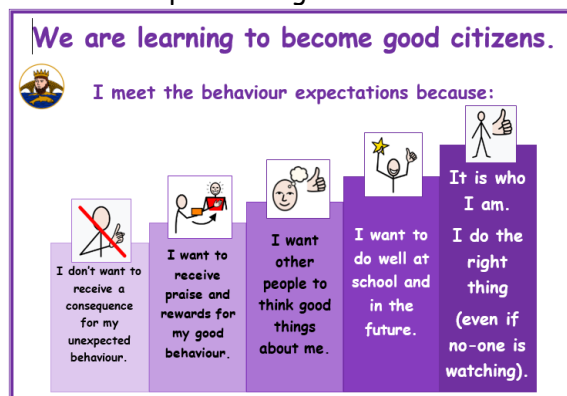 We are learning to become good citizens.
I meet the behaviour expectations because:
I don't want to
receive a
consequence
for my
unexpected
behaviour.
I want to
receive
praise and
rewards for
my good
behaviour.
I want
other
people to
think good
things
about me.
I want to
do well at
school and
in the
future.
It is who
I am.
I do the
right
thing
(even if
no-one is
watching).